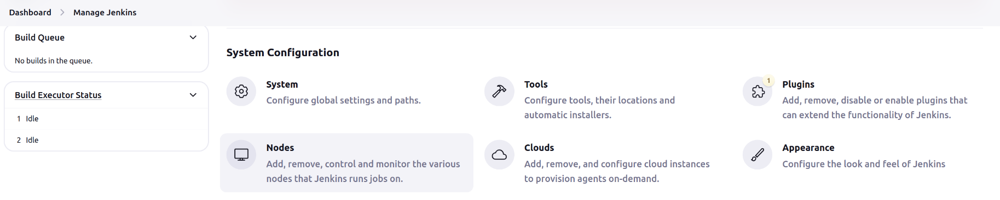 Dashboard > Manage Jenkins
Build Queue
No builds in the queue.
Build Executor Status
1 Idle
2 Idle
System Configuration
System
Configure global settings and paths.
Tools
Configure tools, their locations and
automatic installers.
1
Plugins
Add, remove, disable or enable plugins that
can extend the functionality of Jenkins.
Nodes
Add, remove, control and monitor the various
nodes that Jenkins runs jobs on.
Clouds
Add, remove, and configure cloud instances
to provision agents on-demand.
Appearance
Configure the look and feel of Jenkins